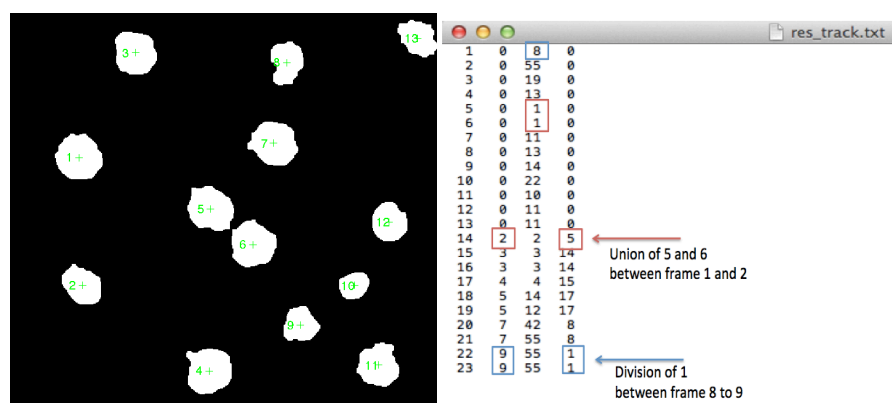 3+
8+
13+
7+
1+
5+
12+
6+
2+
10+
9+
4+
11+
res_track.txt
1 0 8 0
2 0 55 0
3 0 19 0
4 0 13 0
5 0 1 0
6 0 1 0
7 0 11 0
8 0 13 0
9 0 14 0
10 0 22 0
11 0 10 0
12 0 11 0
13 0 11 0
14 2 2 5
15 3 3 14
16 3 3 14
17 4 4 15
18 5 14 17
19 5 12 17
20 7 42 8
21 7 55 8
22 9 55 1
23 9 55 1
Union of 5 and 6
between frame 1 and 2
Division of 1
between frame 8 to 9